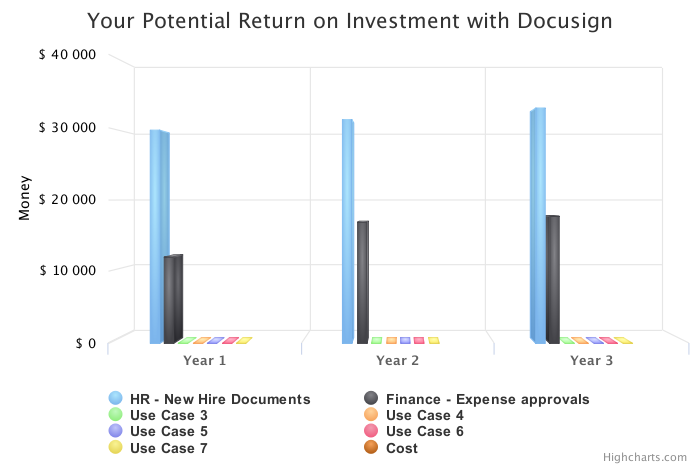 Your Potential Return on Investment with Docusign
$ 40 000
$ 30 000
$ 20 000
$ 10 000
$ 0
Money
Year 1
Year 2
Year 3
HR - New Hire Documents
Finance - Expense approvals
Use Case 3
Use Case 4
Use Case 5
Use Case 6
Use Case 7
Cost
Highcharts.com